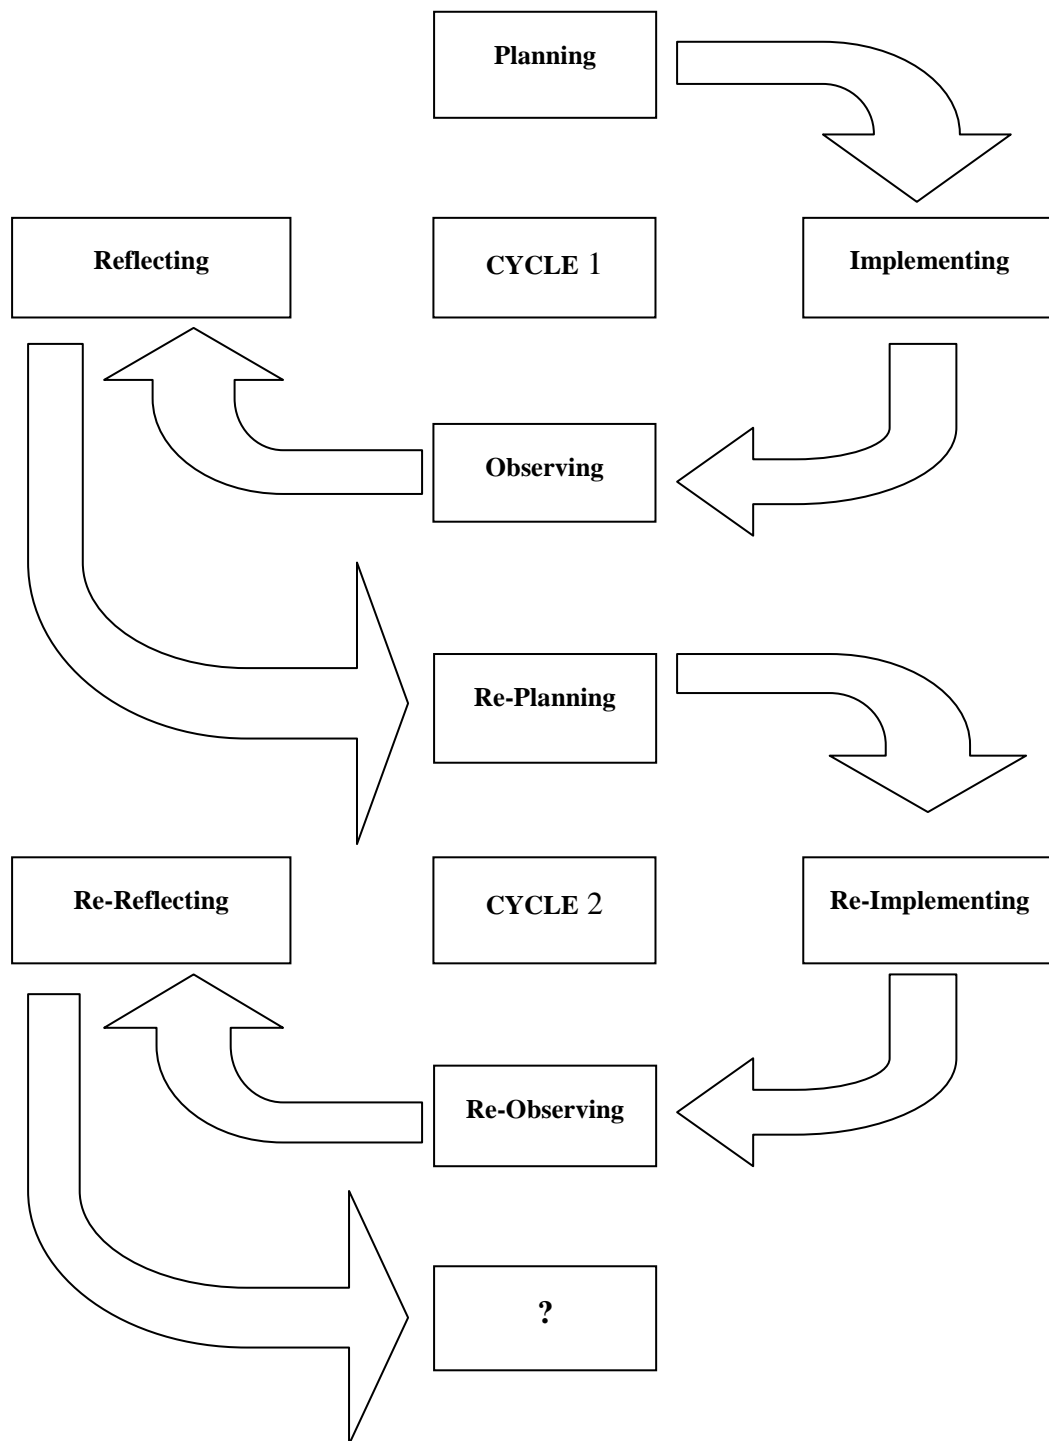 Planning
Reflecting
CYCLE 1
Implementing
Observing
Re-Planning
Re-Reflecting
CYCLE 2
Re-Implementing
Re-Observing
?